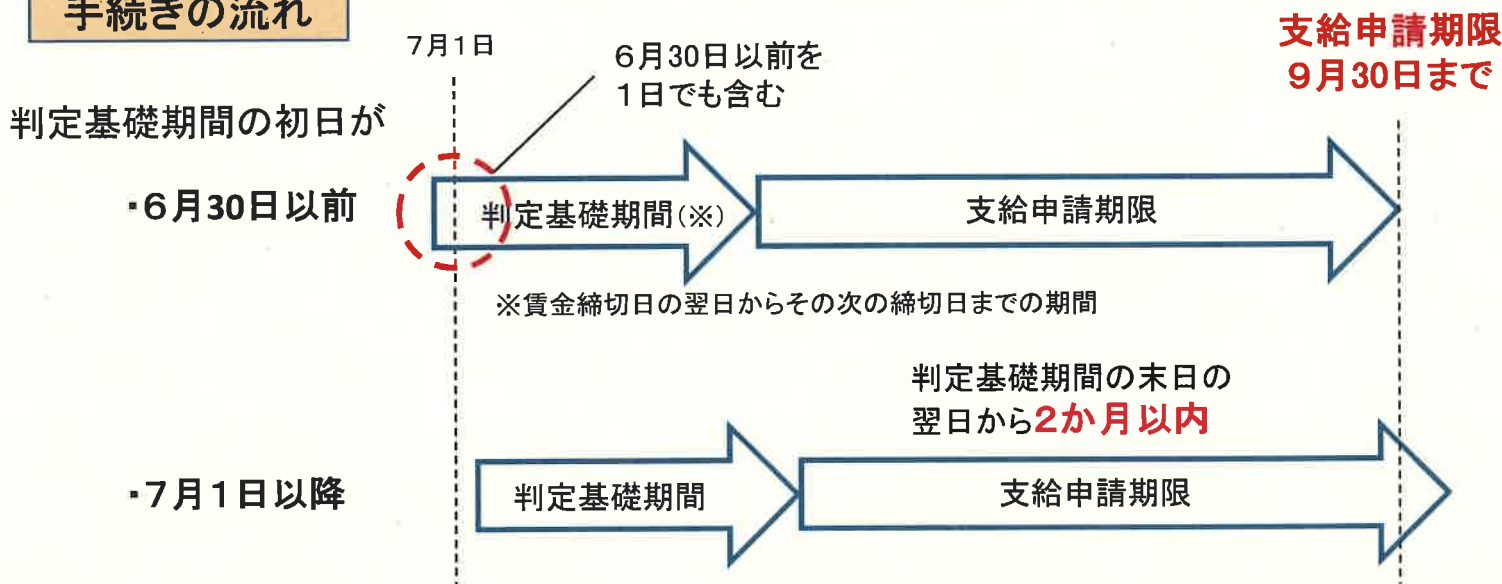 手続きの流れ
7月1日
6月30日以前を
1日でも含む
支給申請期限
9月30日まで
判定基礎期間の初日が
・6月30日以前
判定基礎期間(※)
支給申請期限
※賃金締切日の翌日からその次の締切日までの期間
判定基礎期間の末日の
翌日から2か月以内
・7月1日以降
判定基礎期間
支給申請期限